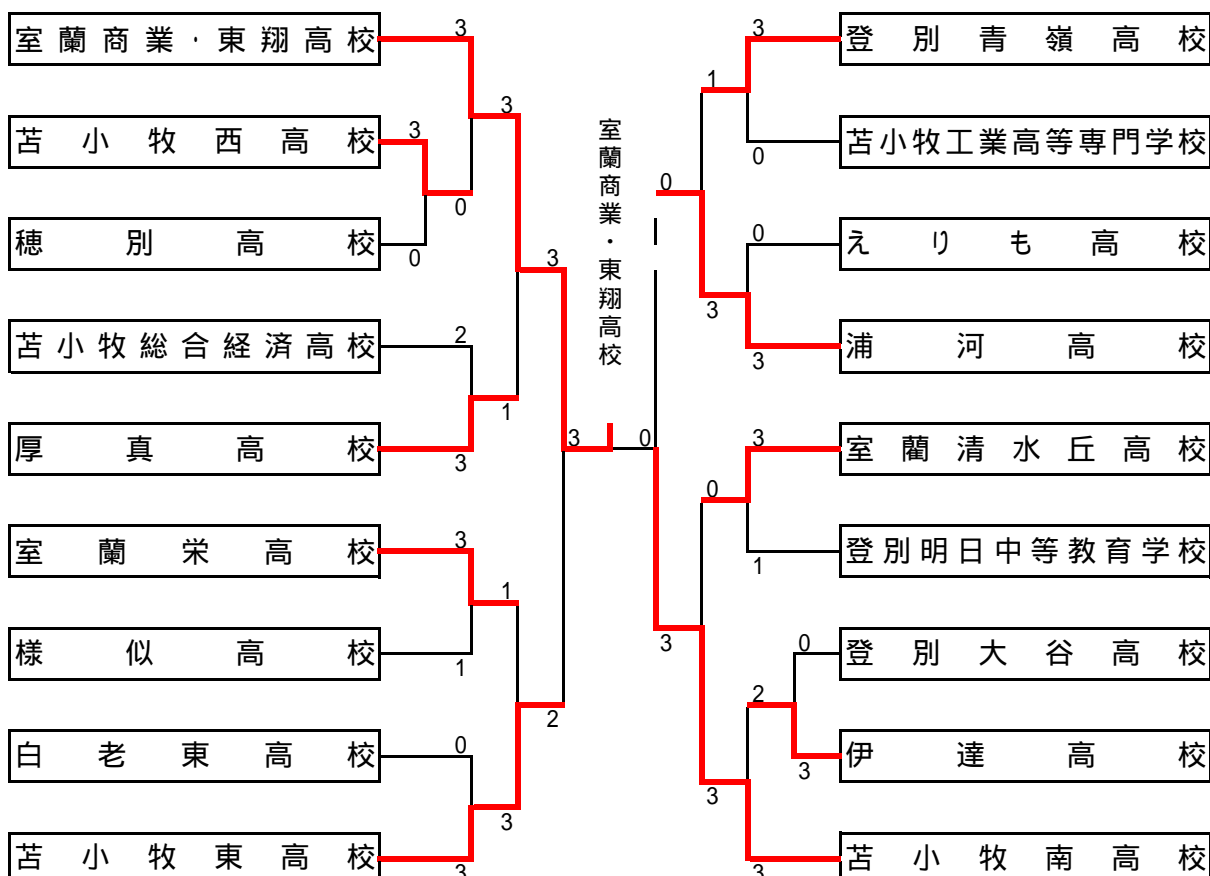 室蘭商業・東翔高校
苫小牧西高校
穂別高校
苫小牧総合経済高校
厚真高校
室蘭栄高校
様似高校
白老東高校
苫小牧東高校
3
3
3
0
0
3
2
1
3
3
1
1
2
0
3
3
3
0
室蘭商業・東翔高校
3
1
0
0
0
3
3
3
0
1
3
0
2
3
3
3
登別青嶺高校
苫小牧工業高等専門学校
えりも高校
浦河高校
室蘭清水丘高校
登別明日中等教育学校
登別大谷高校
伊達高校
苫小牧南高校